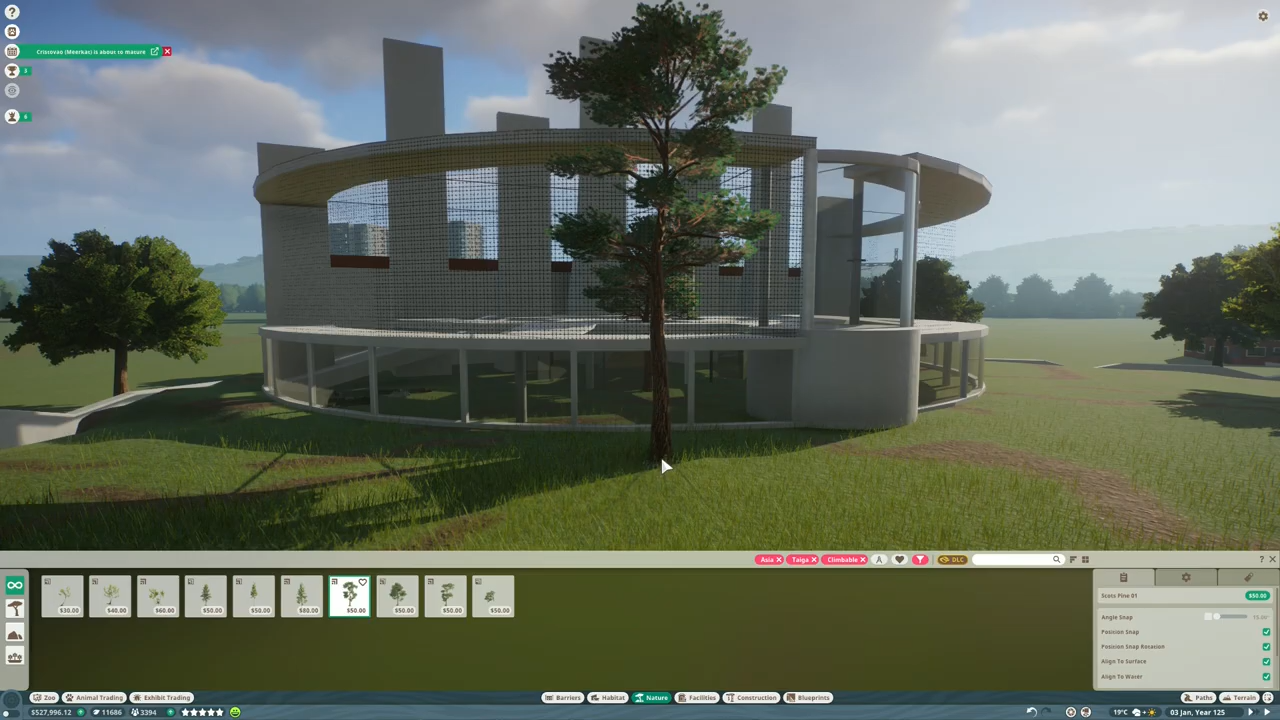 ?
Cristovae (Meerkat) is about to mature
3
6
Asia ×
Taiga ×
Climbable ×
DLC
? ×
$30.00
$40.00
$60.00
$50.00
$50.00
$80.00
$50.00
$50.00
$50.00
$50.00
Scots Pine 01
$50.00
Angle Snap
Position Snap
Position Snap Rotation
Align To Surface
Align To Water
Zoo
Animal Trading
Exhibit Trading
Barriers
Habitat
Nature
Facilities
Construction
Blueprints
Paths
Terrain
$527,996.12
11686
3394
19°C
03 Jan, Year 125